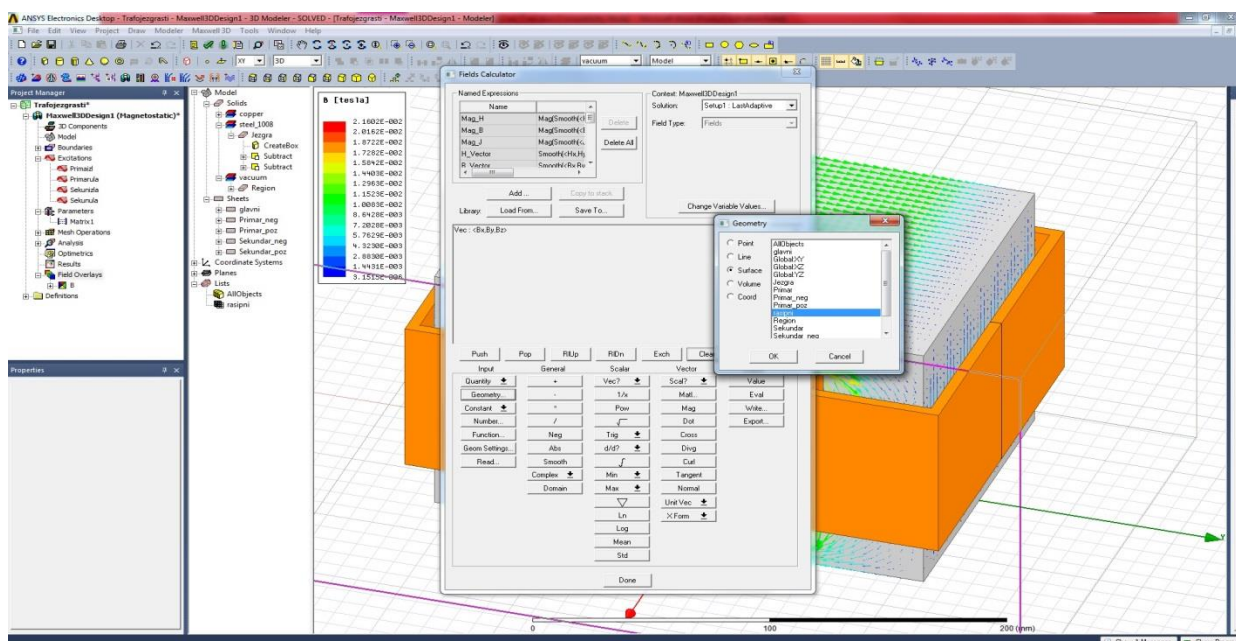 ANSYS Electronics Desktop - Trafojezgrasti - Maxwell3DDesign1 - 3D Modeler - SOLVED - [Trafojezgrasti - Maxwell3DDesign1 - Modeler]
File Edit View Project Draw Modeler Maxwell 3D Tools Window Help
XY 3D vacuum Model
Project Manager
Trafojezgrasti*
Maxwell3DDesign1 (Magnetostatic)*
3D Components
Model
Boundaries
Excitations
Primaizl
Primarula
Sekunizla
Sekunula
Parameters
Matrix1
Mesh Operations
Analysis
Optimetrics
Results
Field Overlays
B
Definitions
Properties
Model
Solids
copper
steel_1008
Jezgra
CreateBox
Subtract
Subtract
vacuum
Region
Sheets
glavni
Primar_neg
Primar_poz
Sekundar_neg
Sekundar_poz
Coordinate Systems
Planes
Lists
AllObjects
rasipni
B [tesla]
2.1602E-002
2.0162E-002
1.8722E-002
1.7282E-002
1.5842E-002
1.4403E-002
1.2963E-002
1.1523E-002
1.0083E-002
8.6428E-003
7.2028E-003
5.7629E-003
4.3230E-003
2.8830E-003
1.4431E-003
3.1515E-006
Fields Calculator
Named Expressions
Name
Mag_H Mag(Smooth(<
Mag_B Mag(Smooth(<
Mag_J Mag(Smooth(<
H_Vector Smooth(<Hx,Hy
B_Vector Smooth(<Bx,By
Delete
Delete All
Add ... Copy to stack
Library: Load From... Save To...
Context: Maxwell3DDesign1
Solution: Setup1 : LastAdaptive
Field Type: Fields
Change Variable Values...
Vec : <Bx,By,Bz>
Push Pop RlUp RlDn Exch Clear
Input General Scalar Vector
Quantity + Vec? Scal? Value
Geometry... - 1/x Matl... Eval
Constant * Pow Mag Write...
Number... / √ Dot Export...
Function... Neg Trig Cross
Geom Settings... Abs d/d? Divg
Read... Smooth ∫ Curl
Complex Min Tangent
Domain Max Normal
▽ Unit Vec
Ln XForm
Log
Mean
Std
Done
Geometry
Point
Line
Surface
Volume
Coord
AllObjects
glavni
GlobalXY
GlobalXZ
GlobalYZ
Jezgra
Primar
Primar_neg
Primar_poz
rasipni
Region
Sekundar
Sekundar_neg
OK Cancel
Y
0 100 200 (mm)